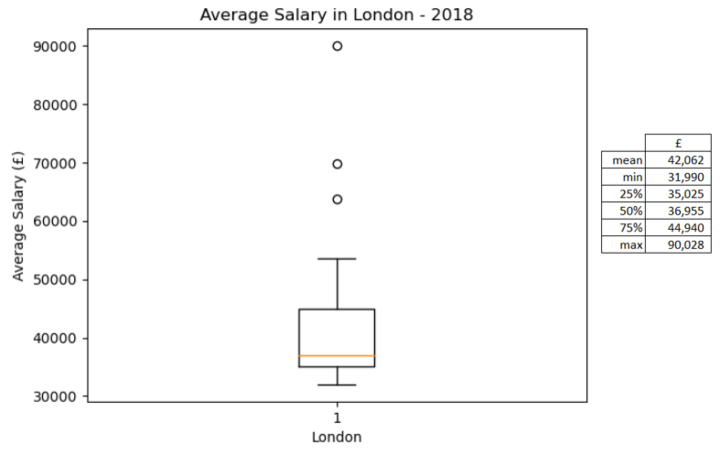 Average Salary in London - 2018
Average Salary (£)
90000
80000
70000
60000
50000
40000
30000
1
London
£
mean 42,062
min 31,990
25% 35,025
50% 36,955
75% 44,940
max 90,028